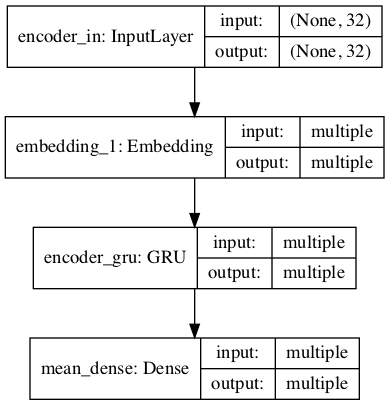 encoder_in: InputLayer
input: (None, 32)
output: (None, 32)
embedding_1: Embedding
input: multiple
output: multiple
encoder_gru: GRU
input: multiple
output: multiple
mean_dense: Dense
input: multiple
output: multiple